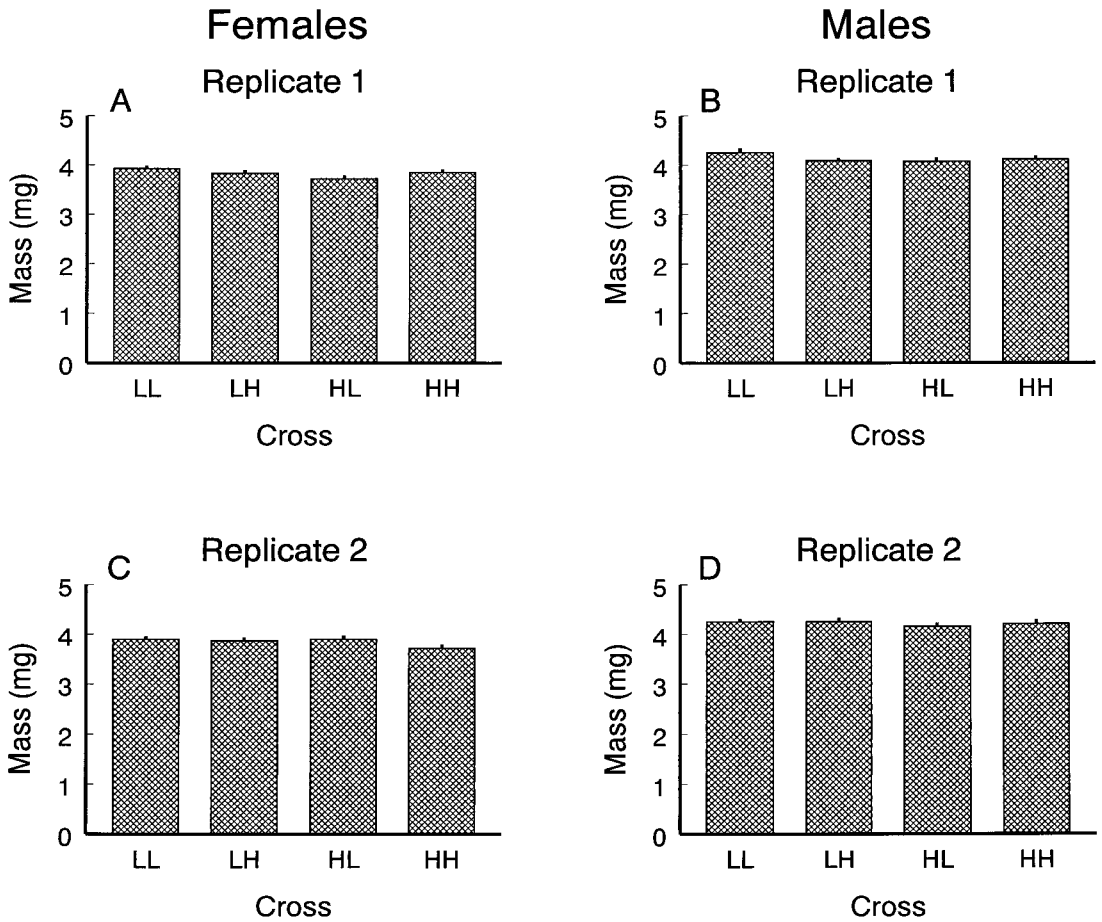 Females
Males
Replicate 1
A
Mass (mg)
5
4
3
2
1
0
LL LH HL HH
Cross
Replicate 1
B
Mass (mg)
5
4
3
2
1
0
LL LH HL HH
Cross
Replicate 2
C
Mass (mg)
5
4
3
2
1
0
LL LH HL HH
Cross
Replicate 2
D
Mass (mg)
5
4
3
2
1
0
LL LH HL HH
Cross